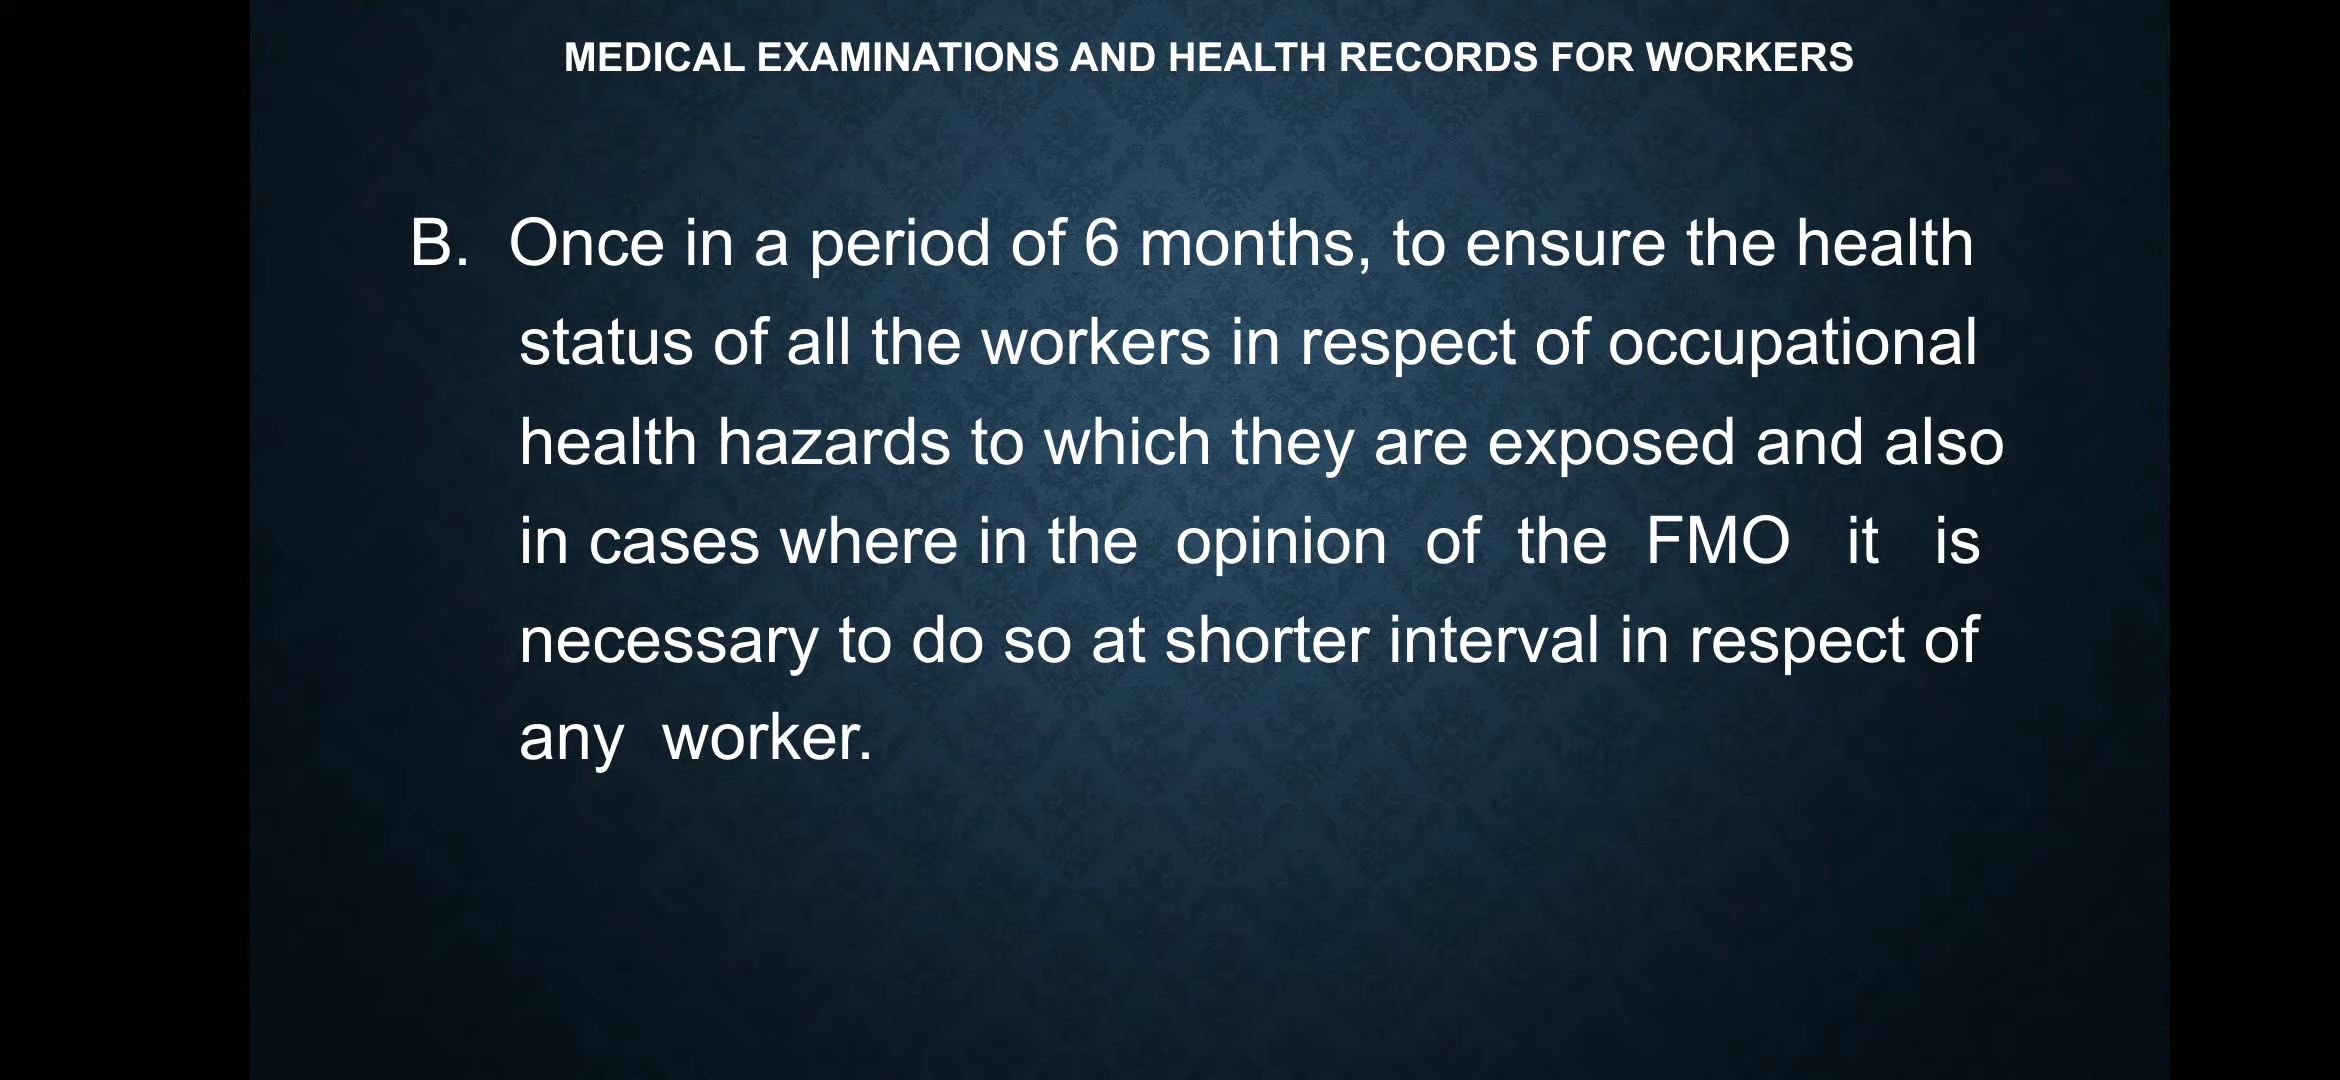 MEDICAL EXAMINATIONS AND HEALTH RECORDS FOR WORKERS
B. Once in a period of 6 months, to ensure the health
status of all the workers in respect of occupational
health hazards to which they are exposed and also
in cases where in the opinion of the FMO it is
necessary to do so at shorter interval in respect of
any worker.